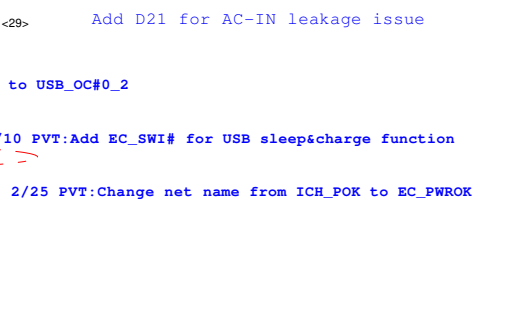 <29> Add D21 for AC-IN leakage issue
to USB_OC#0_2
/10 PVT:Add EC_SWI# for USB sleep&charge function
2/25 PVT:Change net name from ICH_POK to EC_PWROK